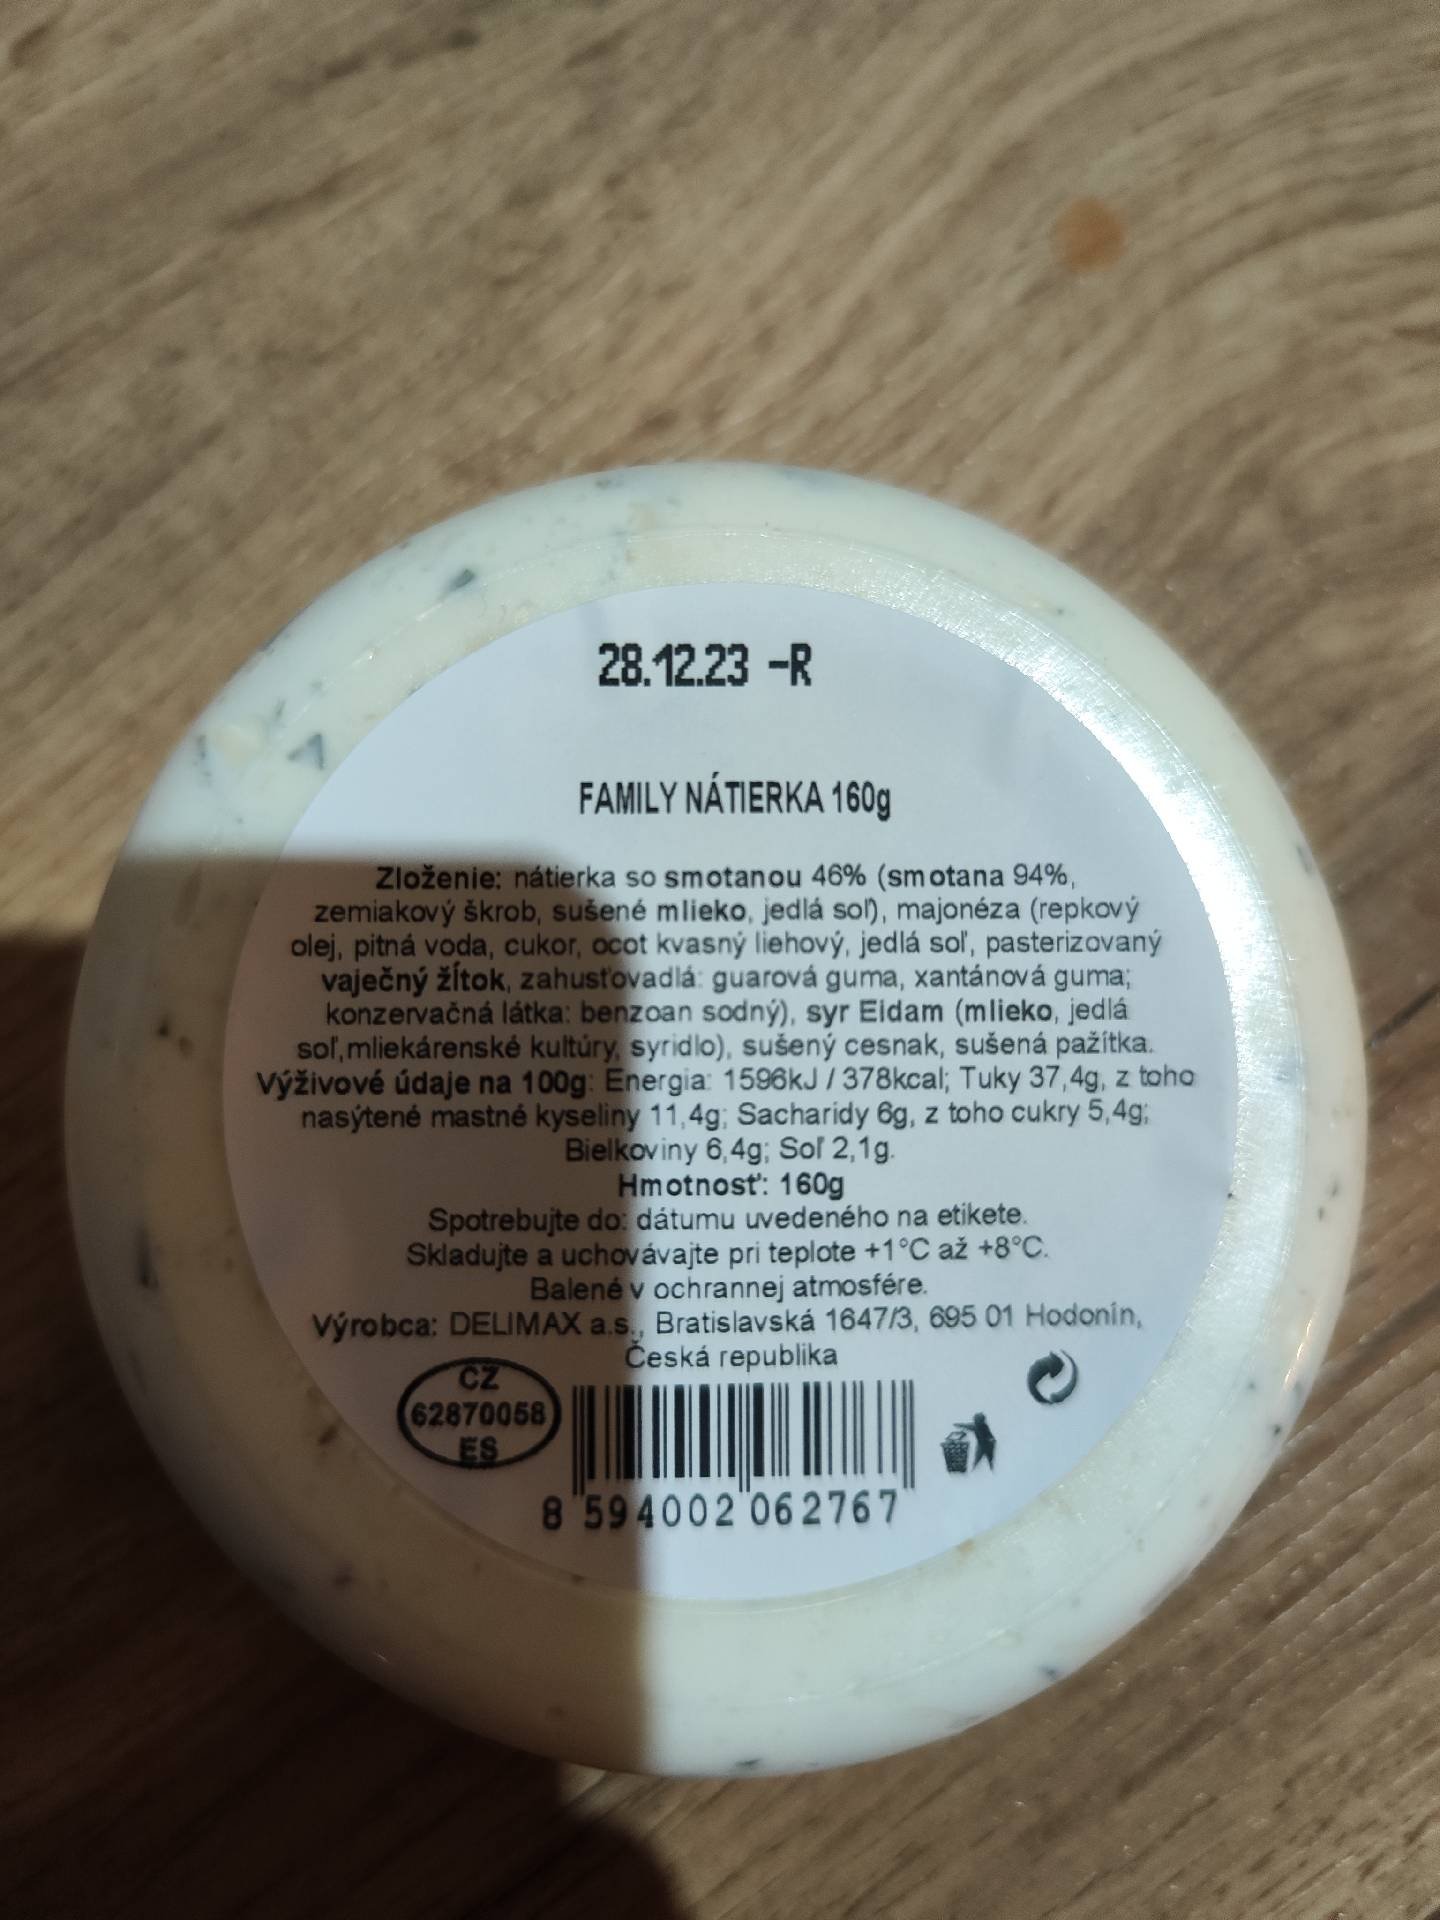 28.12.23 -R
FAMILY NÁTIERKA 160g
Zloženie: nátierka so smotanou 46% (smotana 94%,
zemiakový škrob, sušené mlieko, jedlá soľ), majonéza (repkový
olej, pitná voda, cukor, ocot kvasný liehový, jedlá soľ, pasterizovaný
vaječný žĺtok, zahusťovadlá: guarová guma, xantánová guma;
konzervačná látka: benzoan sodný), syr Eidam (mlieko, jedlá
soľ,mliekárenské kultúry, syridlo), sušený cesnak, sušená pažítka.
Výživové údaje na 100g: Energia: 1596kJ / 378kcal; Tuky 37,4g, z toho
nasýtené mastné kyseliny 11,4g; Sacharidy 6g, z toho cukry 5,4g;
Bielkoviny 6,4g; Soľ 2,1g.
Hmotnosť: 160g
Spotrebujte do: dátumu uvedeného na etikete.
Skladujte a uchovávajte pri teplote +1°C až +8°C.
Balené v ochrannej atmosfére.
Výrobca: DELIMAX a.s., Bratislavská 1647/3, 695 01 Hodonín,
Česká republika
CZ
62870058
ES
8 594002 062767